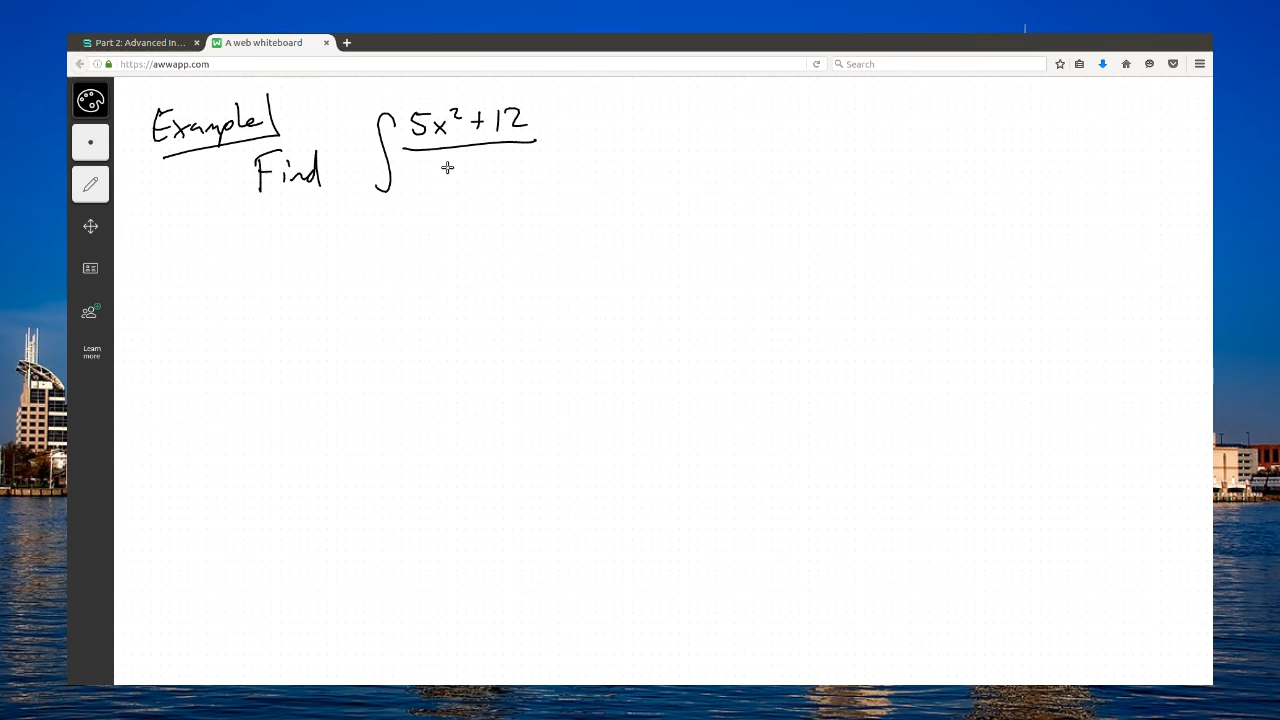 Part 2: Advanced In... × A web whiteboard × +
https://awwapp.com Search
Example
Find ∫ 5x² + 12
Learn
more